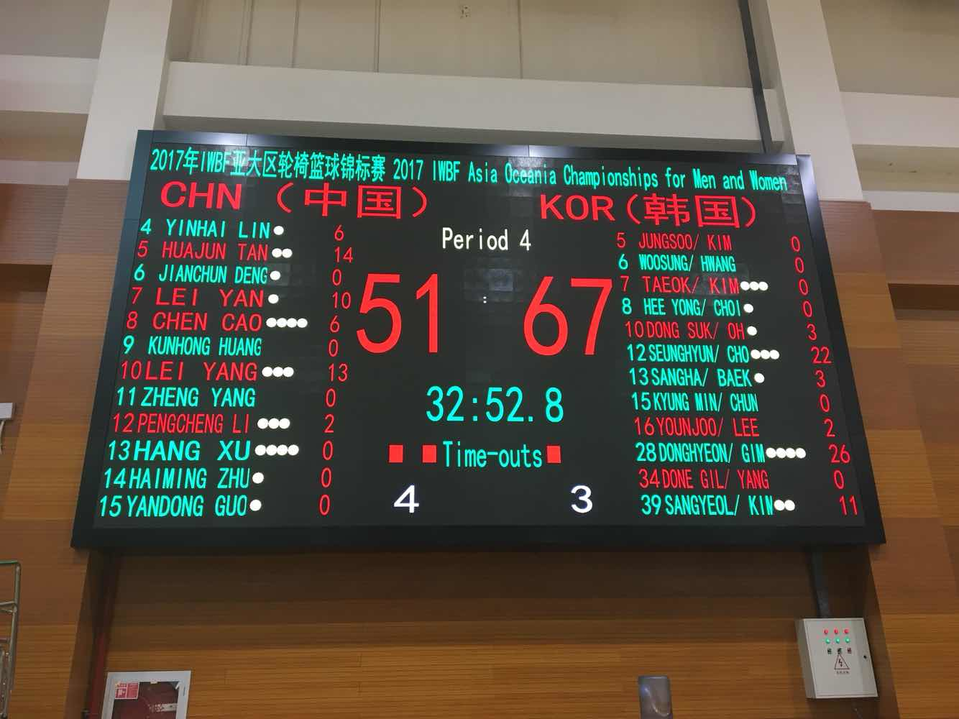 2017年IWBF亚大区轮椅篮球锦标赛 2017 IWBF Asia Oceania Championships for Men and Women
CHN（中国） KOR（韩国）
Period 4
51 : 67
32:52.8
Time-outs
4 3
4 YINHAI LIN 6
5 HUAJUN TAN 14
6 JIANCHUN DENG 0
7 LEI YAN 10
8 CHEN CAO 6
9 KUNHONG HUANG 0
10 LEI YANG 13
11 ZHENG YANG 0
12 PENGCHENG LI 2
13 HANG XU 0
14 HAIMING ZHU 0
15 YANDONG GUO 0
5 JUNGSOO/ KIM 0
6 WOOSUNG/ HWANG 0
7 TAEOK/ KIM 0
8 HEE YONG/ CHOI 0
10 DONG SUK/ OH 3
12 SEUNGHYUN/ CHO 22
13 SANGHA/ BAEK 3
15 KYUNG MIN/ CHUN 0
16 YOUNJOO/ LEE 2
28 DONGHYEON/ GIM 26
34 DONE GIL/ YANG 0
39 SANGYEOL/ KIM 11